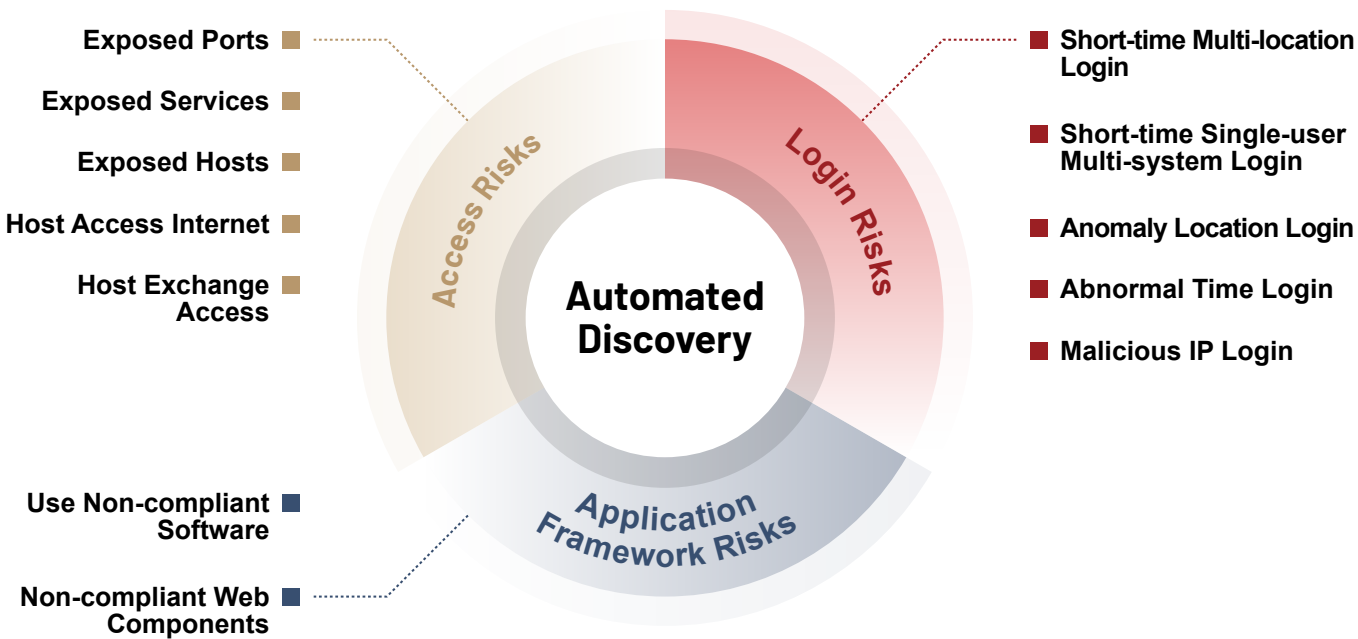 Exposed Ports
Exposed Services
Exposed Hosts
Host Access Internet
Host Exchange
Access
Access Risks
Use Non-compliant
Software
Non-compliant Web
Components
Application
Framework Risks
Automated
Discovery
Login Risks
Short-time Multi-location
Login
Short-time Single-user
Multi-system Login
Anomaly Location Login
Abnormal Time Login
Malicious IP Login